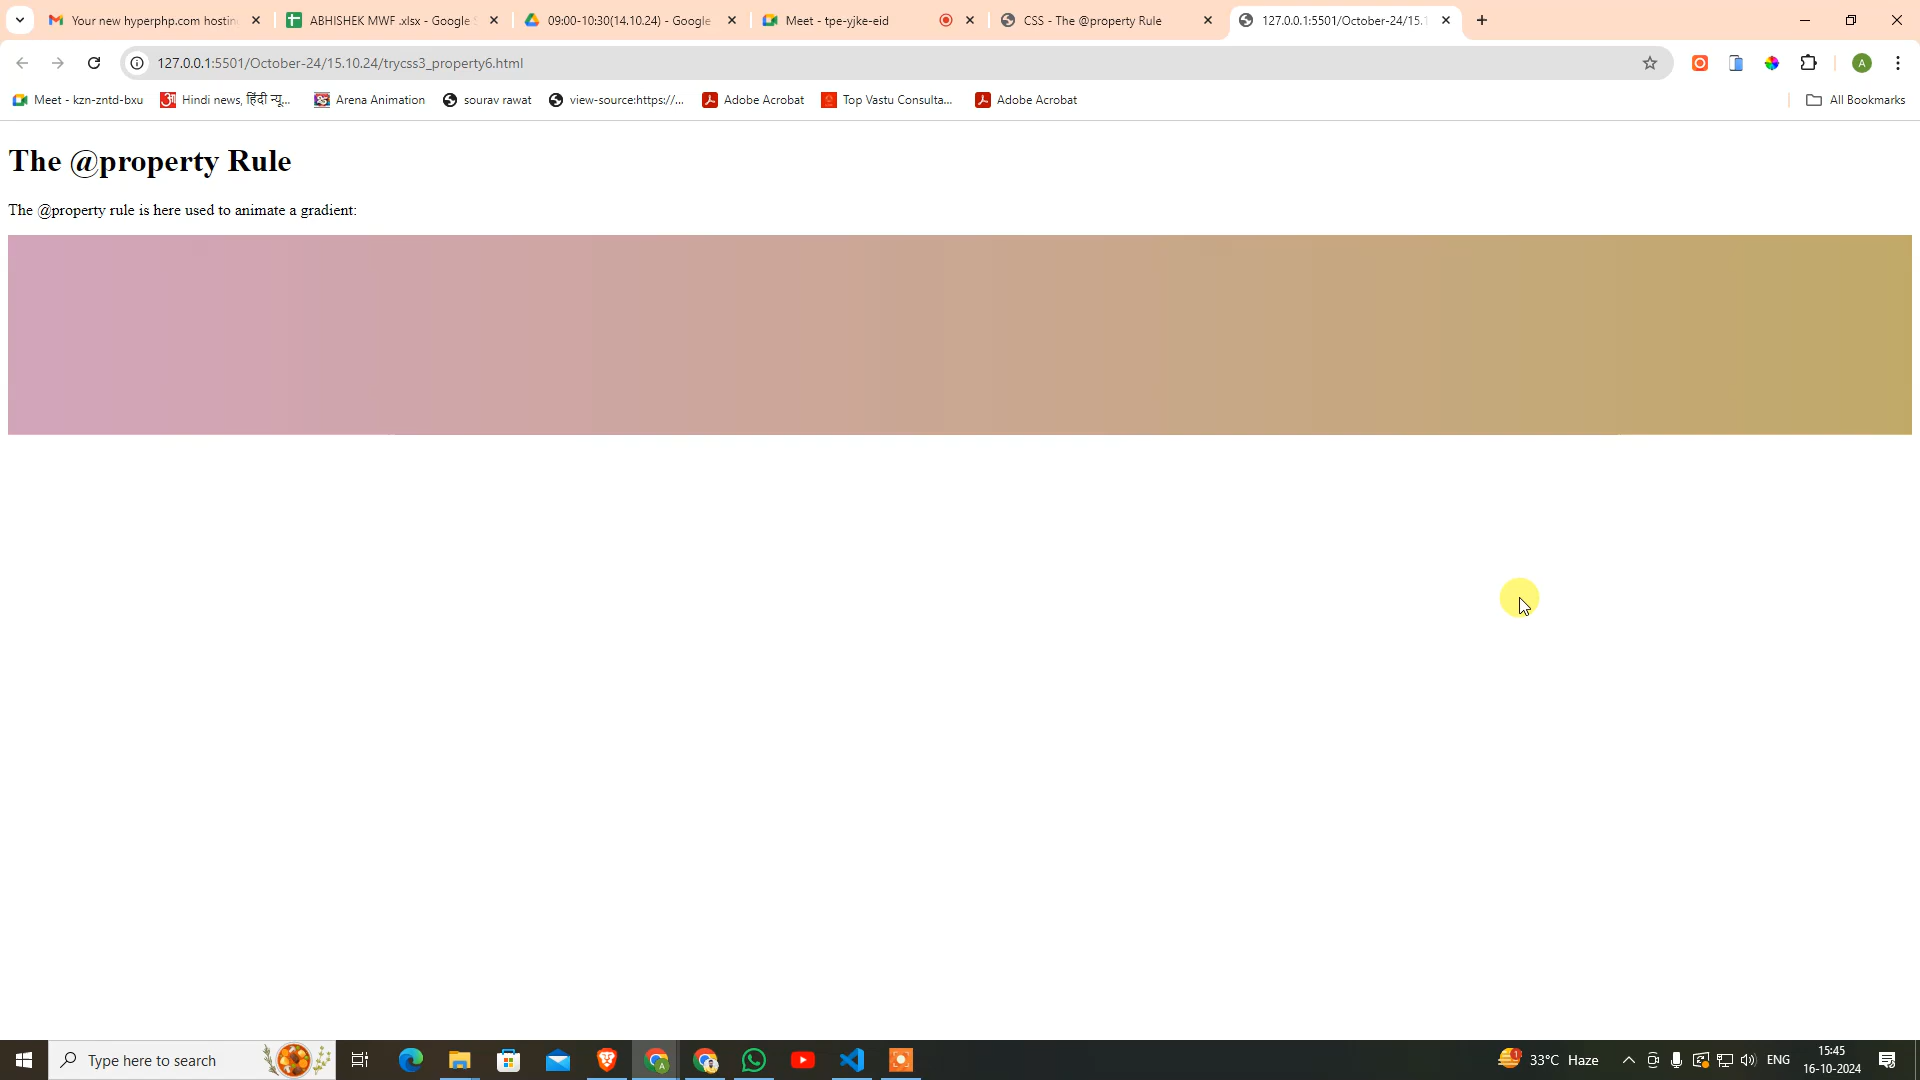 Your new hyperphp.com hostin
ABHISHEK MWF .xlsx - Google S
09:00-10:30(14.10.24) - Google
Meet - tpe-yjke-eid
CSS - The @property Rule
127.0.0.1:5501/October-24/15.1
127.0.0.1:5501/October-24/15.10.24/trycss3_property6.html
A
Meet - kzn-zntd-bxu
Hindi news, हिंदी न्यू...
Arena Animation
sourav rawat
view-source:https://...
Adobe Acrobat
Top Vastu Consulta...
Adobe Acrobat
All Bookmarks
The @property Rule
The @property rule is here used to animate a gradient:
Type here to search
33°C Haze
ENG
15:45
16-10-2024